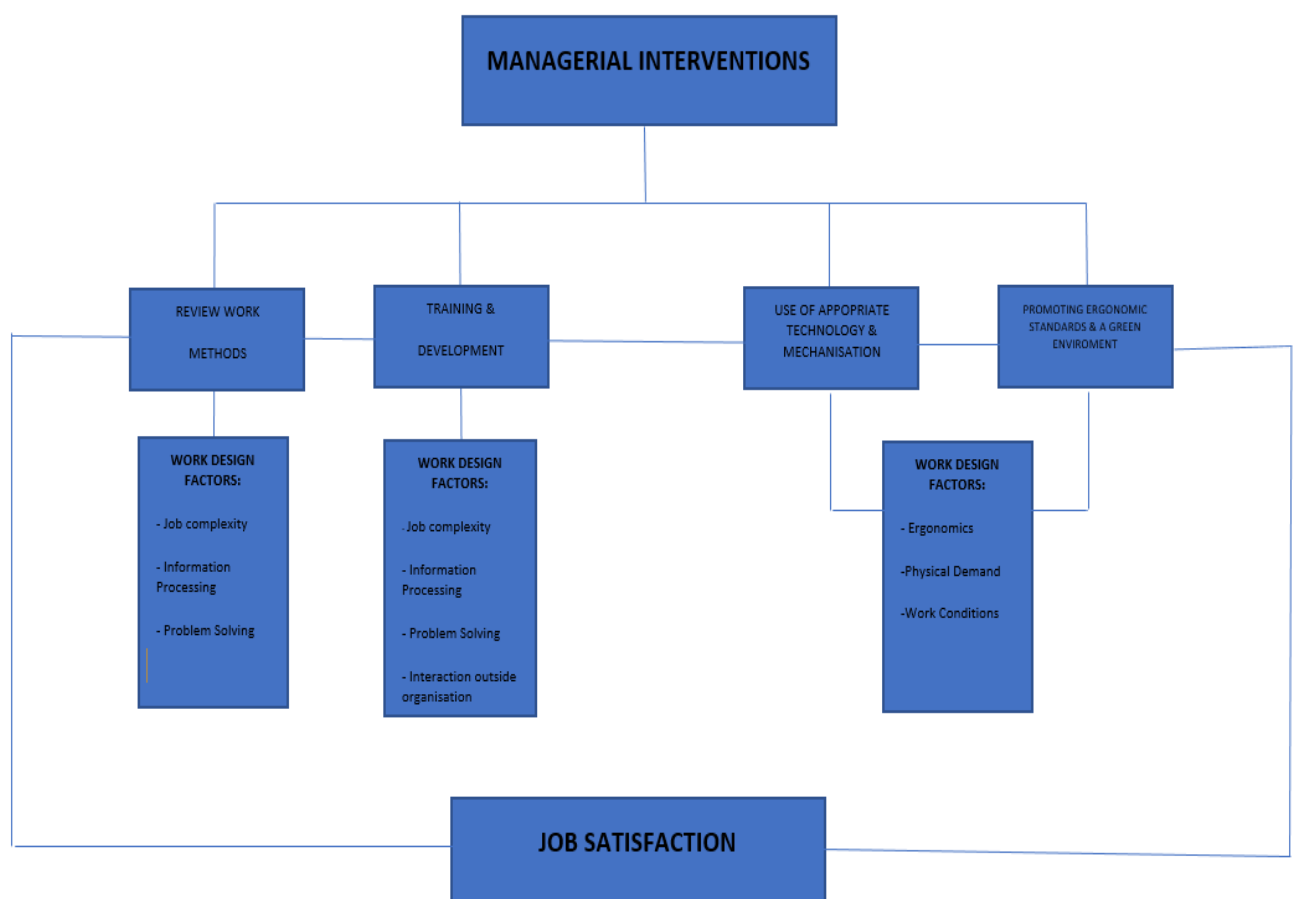 MANAGERIAL INTERVENTIONS
REVIEW WORK
METHODS
TRAINING &
DEVELOPMENT
USE OF APPOPRIATE
TECHNOLOGY &
MECHANISATION
PROMOTING ERGONOMIC
STANDARDS & A GREEN
ENVIROMENT
WORK DESIGN
FACTORS:
- Job complexity
- Information
Processing
- Problem Solving
WORK DESIGN
FACTORS:
- Job complexity
- Information
Processing
- Problem Solving
- Interaction outside
organisation
WORK DESIGN
FACTORS:
- Ergonomics
-Physical Demand
-Work Conditions
JOB SATISFACTION